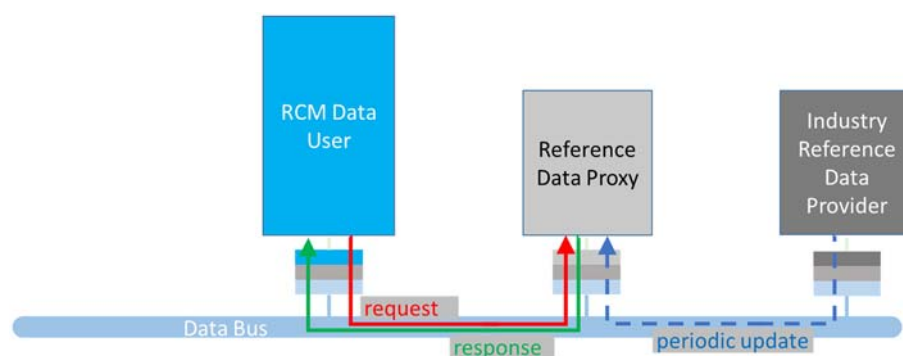 RCM Data
User
Reference
Data Proxy
Industry
Reference
Data
Provider
request
Data Bus
response
periodic update